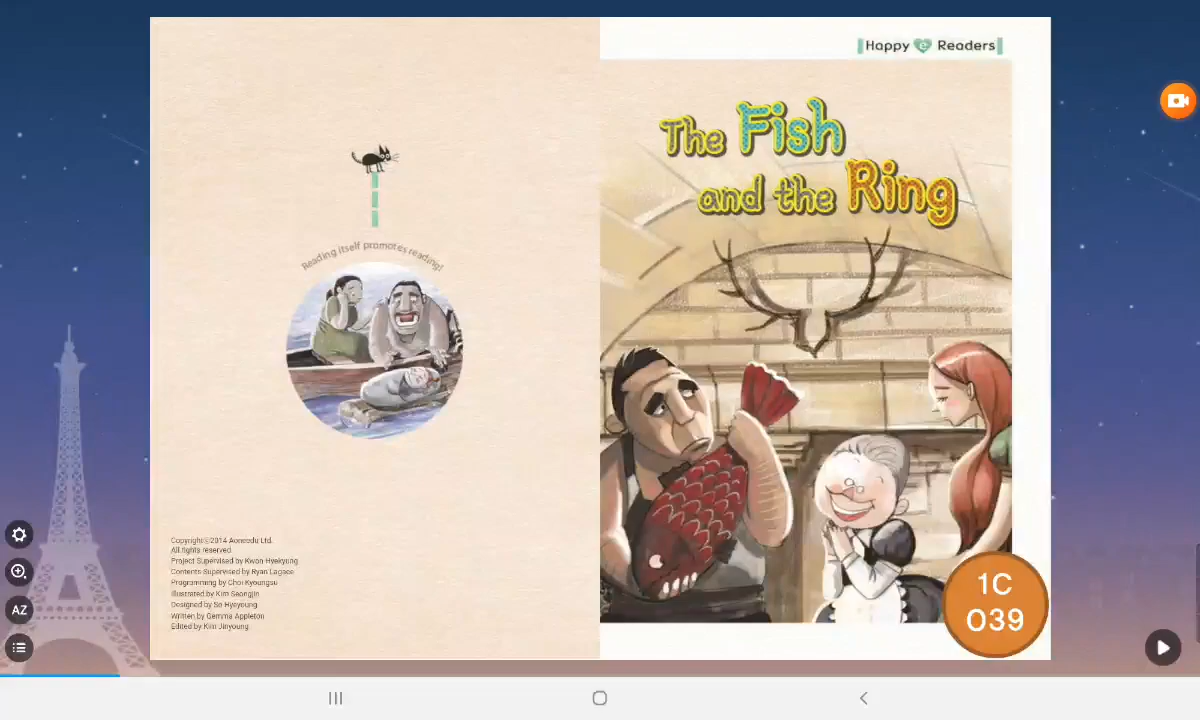 Reading itself promotes reading!
Copyright©2014 Aoneedu Ltd.
All rights reserved
Project Supervised by Kwon Hyekyung
Contents Supervised by Ryan Lagace
Programming by Choi Kyoungsu
Illustrated by Kim Seongjin
Designed by So Hyeyoung
Written by Gemma Appleton
Edited by Kim Jinyoung
Happy e Readers
The Fish
and the Ring
1C
039
AZ